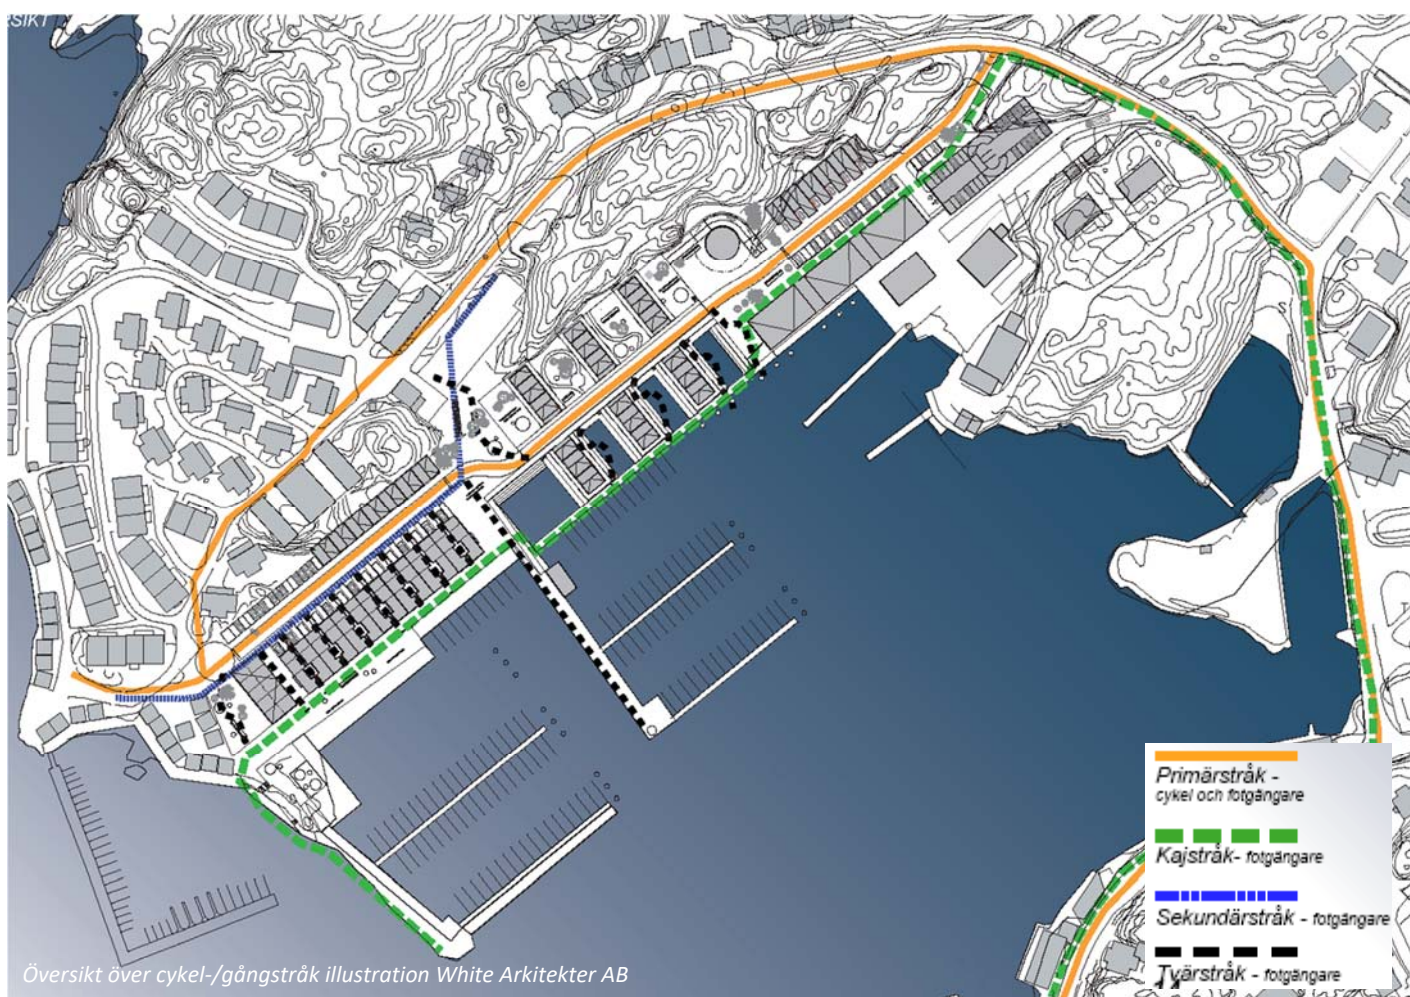 SIKT
Primärstråk -
cykel och fotgängare
Kajstråk- fotgängare
Sekundärstråk - fotgängare
Tvärstråk - fotgängare
14
Översikt över cykel-/gångstråk illustration White Arkitekter AB